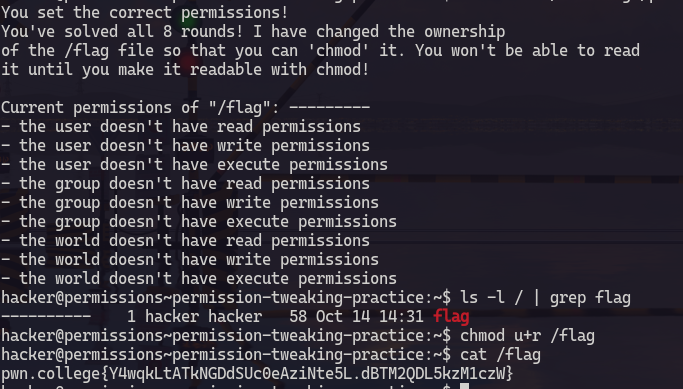 You set the correct permissions!
You've solved all 8 rounds! I have changed the ownership
of the /flag file so that you can 'chmod' it. You won't be able to read
it until you make it readable with chmod!
Current permissions of "/flag": ---------
- the user doesn't have read permissions
- the user doesn't have write permissions
- the user doesn't have execute permissions
- the group doesn't have read permissions
- the group doesn't have write permissions
- the group doesn't have execute permissions
- the world doesn't have read permissions
- the world doesn't have write permissions
- the world doesn't have execute permissions
hacker@permissions~permission-tweaking-practice:~$ ls -l / | grep flag
---------- 1 hacker hacker 58 Oct 14 14:31 flag
hacker@permissions~permission-tweaking-practice:~$ chmod u+r /flag
hacker@permissions~permission-tweaking-practice:~$ cat /flag
pwn.college{Y4wqkLtATkNGDdSUc0eAziNte5L.dBTM2QDL5kzM1czW}